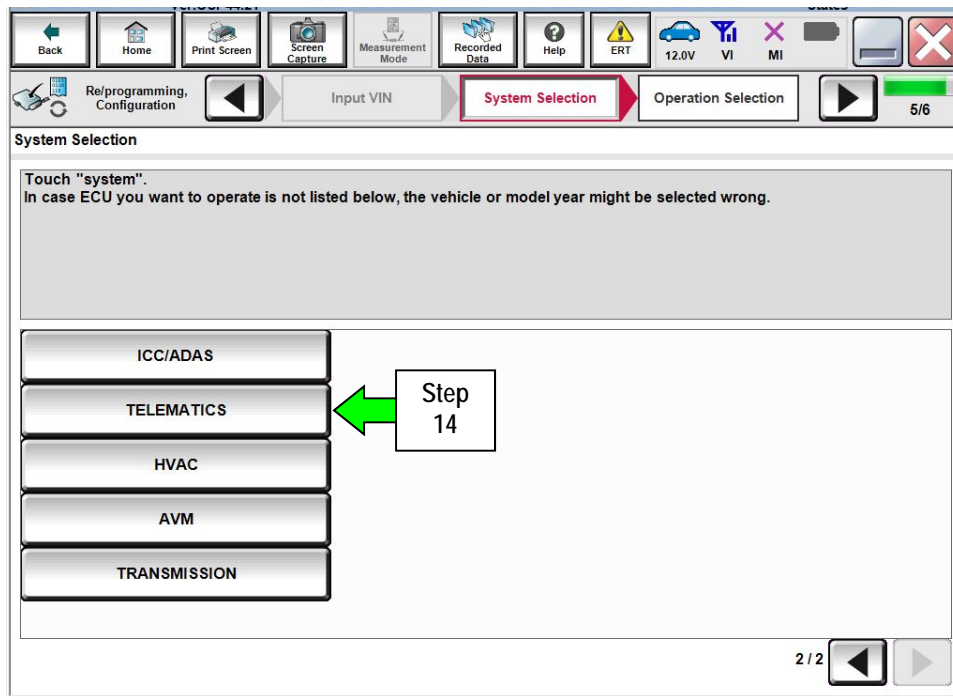 Back
Home
Print Screen
Screen
Capture
Measurement
Mode
Recorded
Data
Help
ERT
12.0V
VI
MI
Re/programming,
Configuration
Input VIN
System Selection
Operation Selection
5/6
System Selection
Touch "system".
In case ECU you want to operate is not listed below, the vehicle or model year might be selected wrong.
ICC/ADAS
TELEMATICS
Step
14
HVAC
AVM
TRANSMISSION
2 / 2